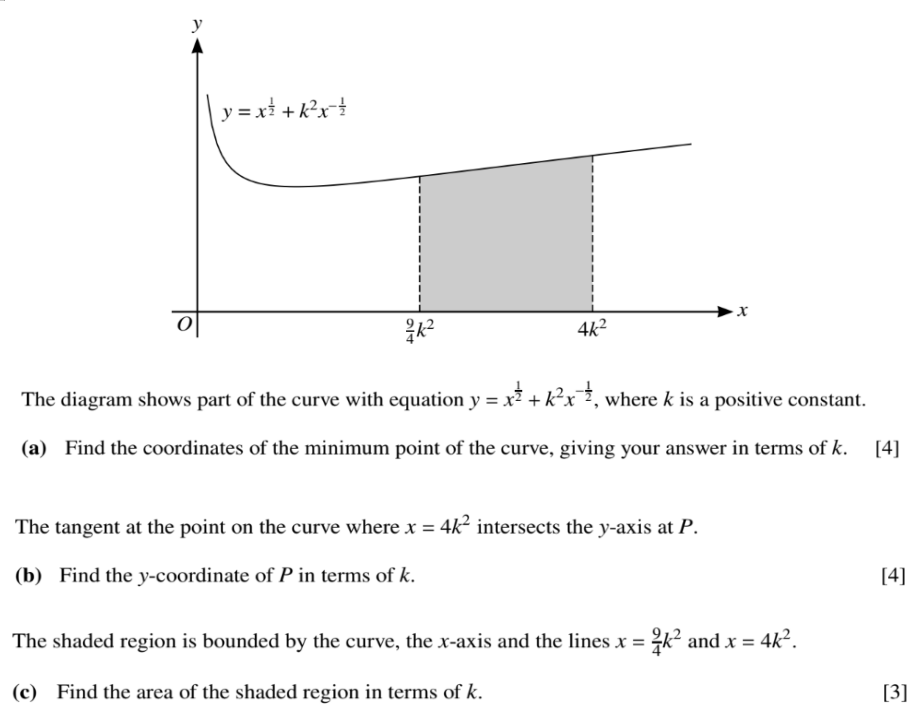 y
y = x^{\frac{1}{2}} + k^2x^{-\frac{1}{2}}
O
\frac{9}{4}k^2
4k^2
x
The diagram shows part of the curve with equation y = x^{\frac{1}{2}} + k^2x^{-\frac{1}{2}}, where k is a positive constant.
(a) Find the coordinates of the minimum point of the curve, giving your answer in terms of k. [4]
The tangent at the point on the curve where x = 4k^2 intersects the y-axis at P.
(b) Find the y-coordinate of P in terms of k. [4]
The shaded region is bounded by the curve, the x-axis and the lines x = \frac{9}{4}k^2 and x = 4k^2.
(c) Find the area of the shaded region in terms of k. [3]